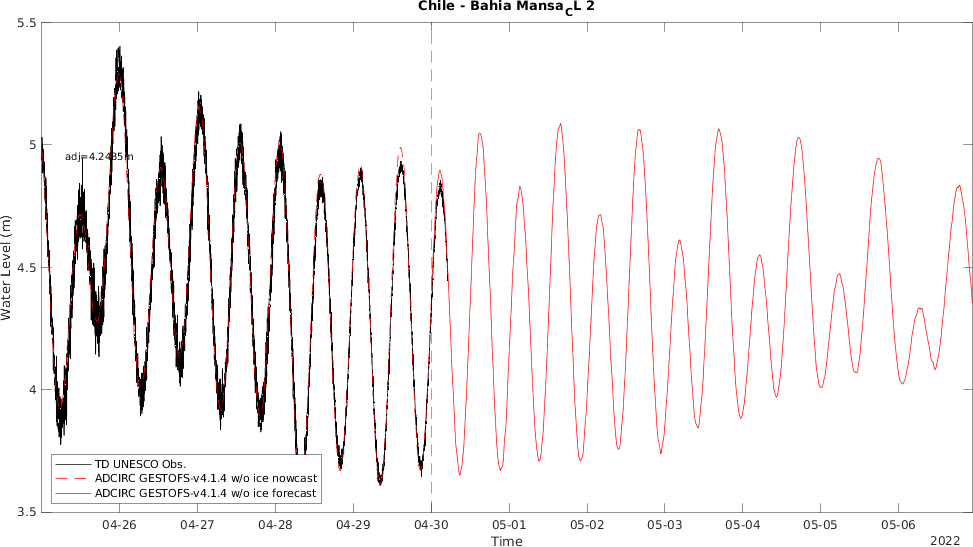 Chile - Bahia Mansa_CL 2
5.5
5
4.5
4
3.5
Water Level (m)
adj=4.2485m
TD UNESCO Obs.
ADCIRC GESTOFS-v4.1.4 w/o ice nowcast
ADCIRC GESTOFS-v4.1.4 w/o ice forecast
04-26 04-27 04-28 04-29 04-30 05-01 05-02 05-03 05-04 05-05 05-06
Time
2022